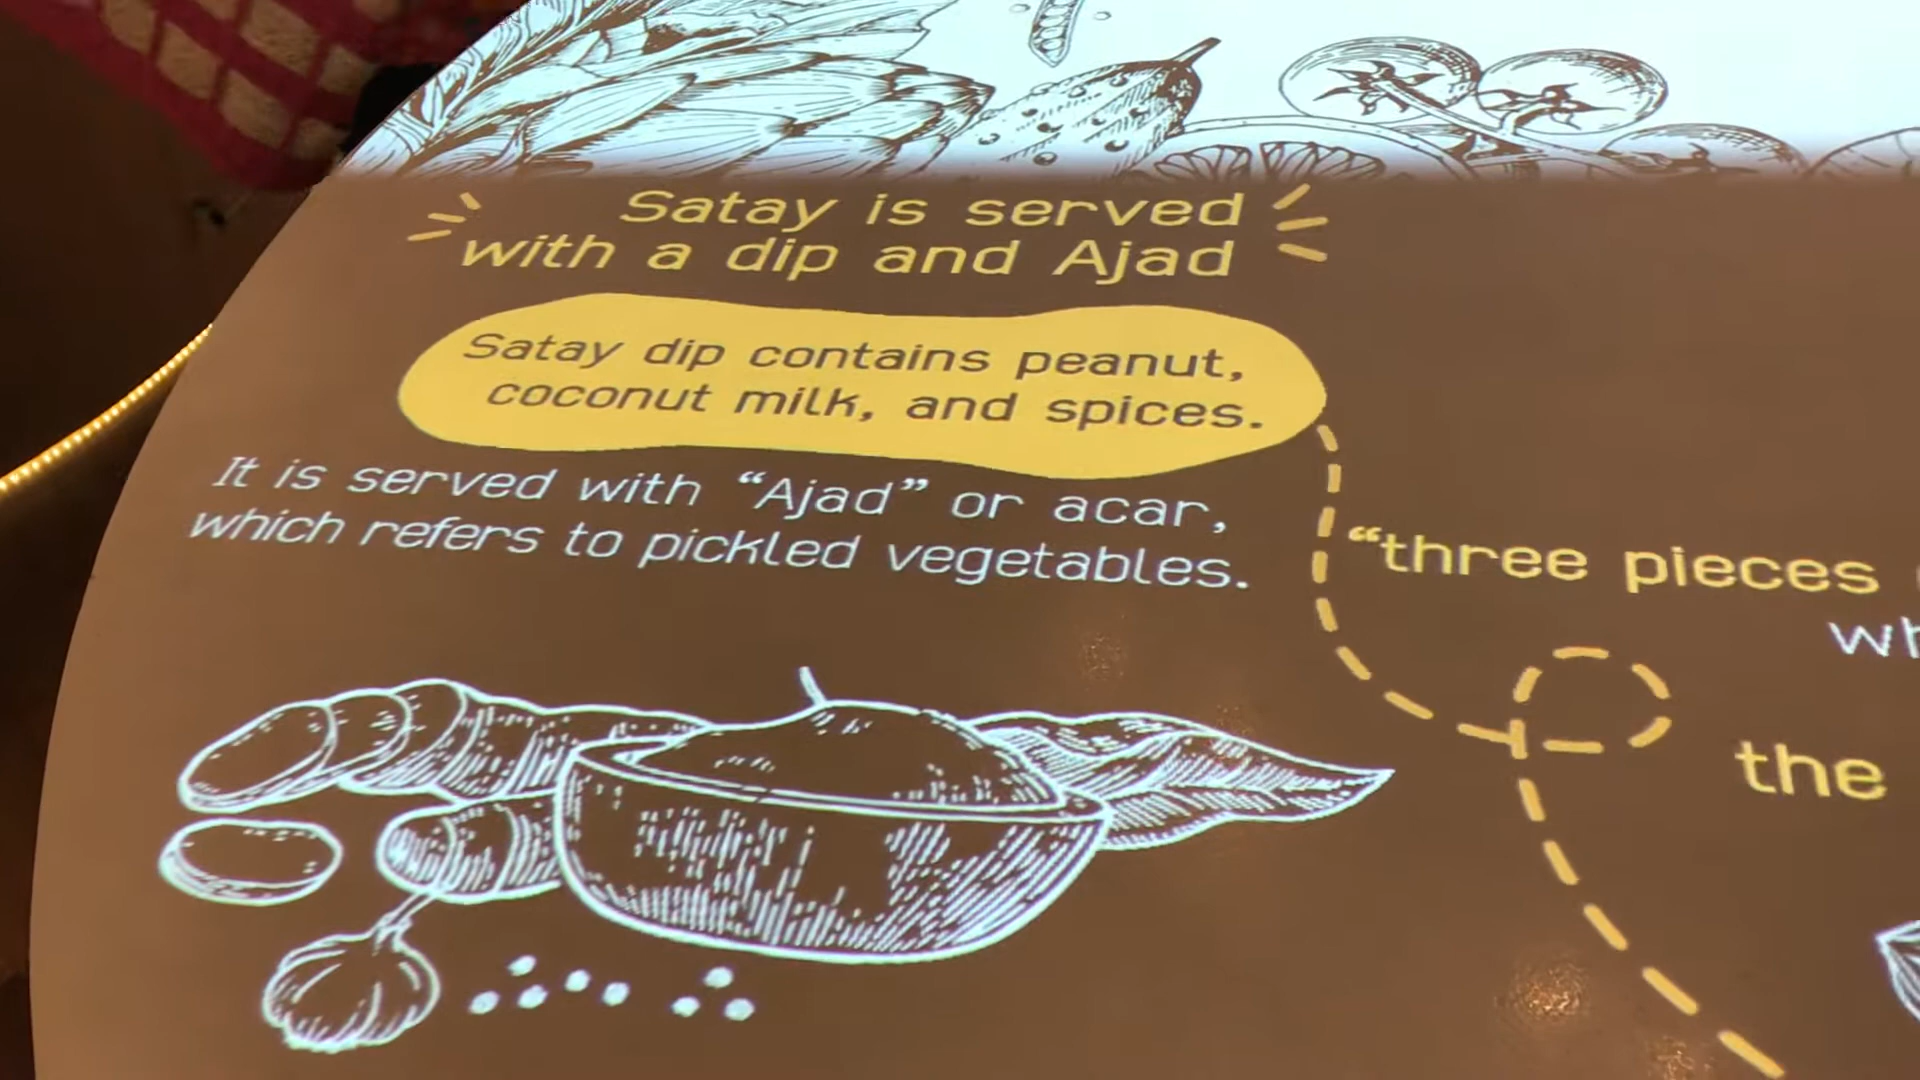 Satay is served
with a dip and Ajad
Satay dip contains peanut,
coconut milk, and spices.
It is served with “Ajad” or acar,
which refers to pickled vegetables.
“three pieces
the